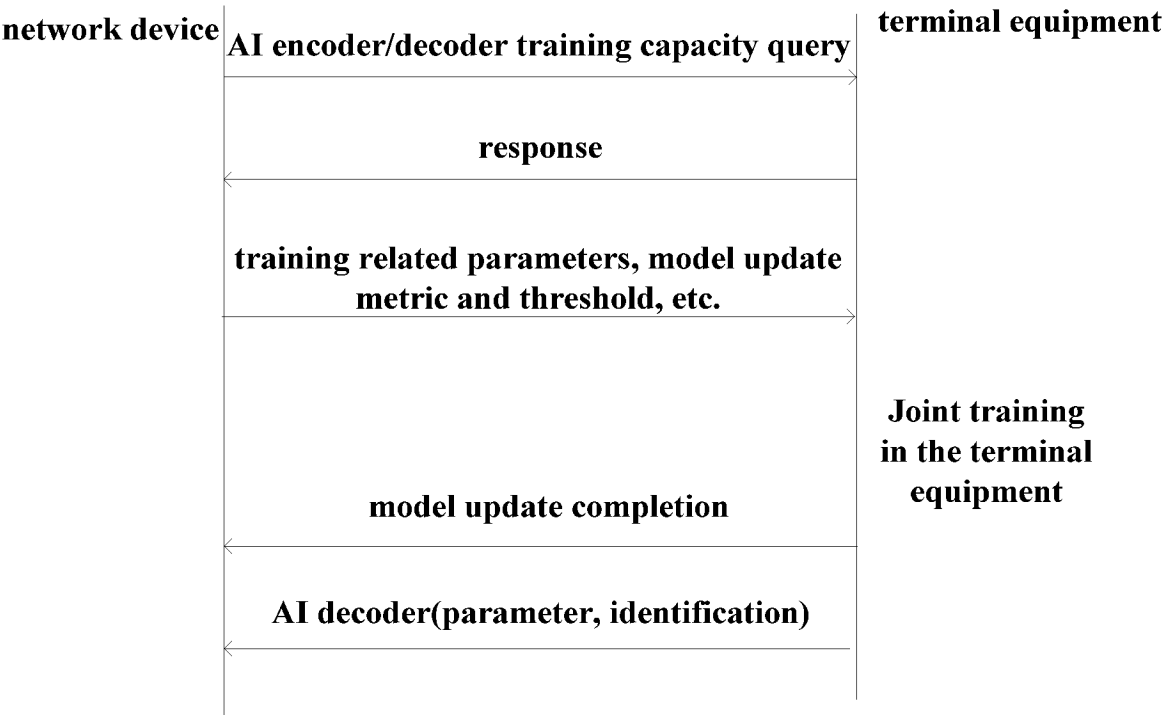 network device
terminal equipment
AI encoder/decoder training capacity query
response
training related parameters, model update
metric and threshold, etc.
Joint training
in the terminal
equipment
model update completion
AI decoder(parameter, identification)